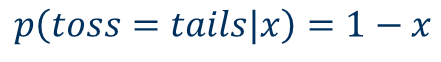 p(toss = tails|x) = 1 − x